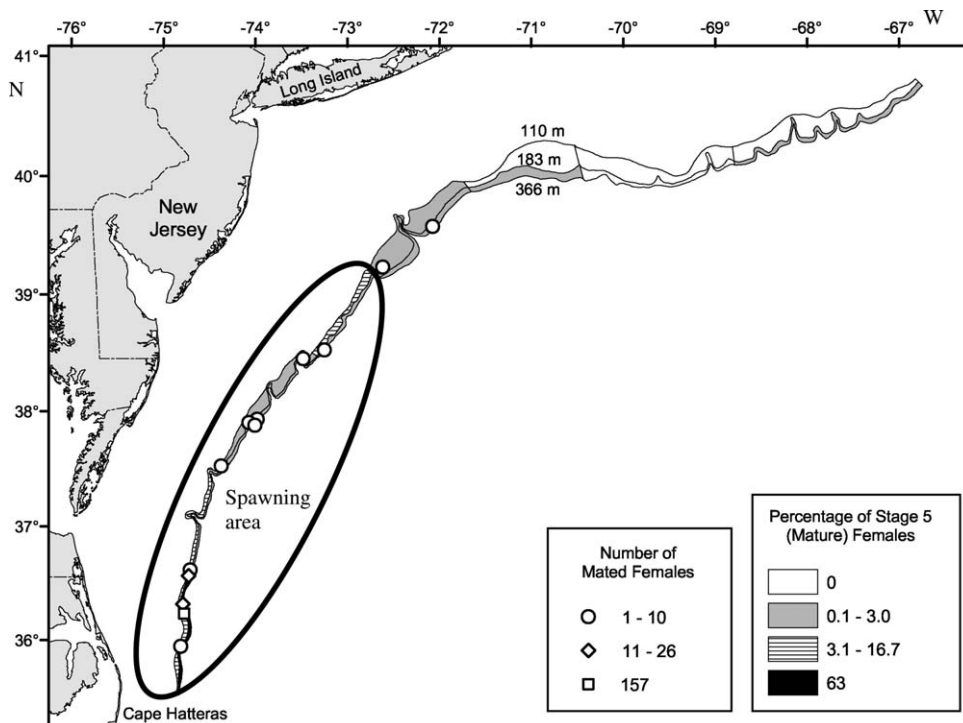 -76° -75° -74° -73° -72° -71° -70° -69° -68° -67° W
41°
N
Long Island
110 m
40°
183 m
366 m
New
Jersey
39°
38°
Spawning
area
37°
36°
Cape Hatteras
Number of
Mated Females
1 - 10
11 - 26
157
Percentage of Stage 5
(Mature) Females
0
0.1 - 3.0
3.1 - 16.7
63